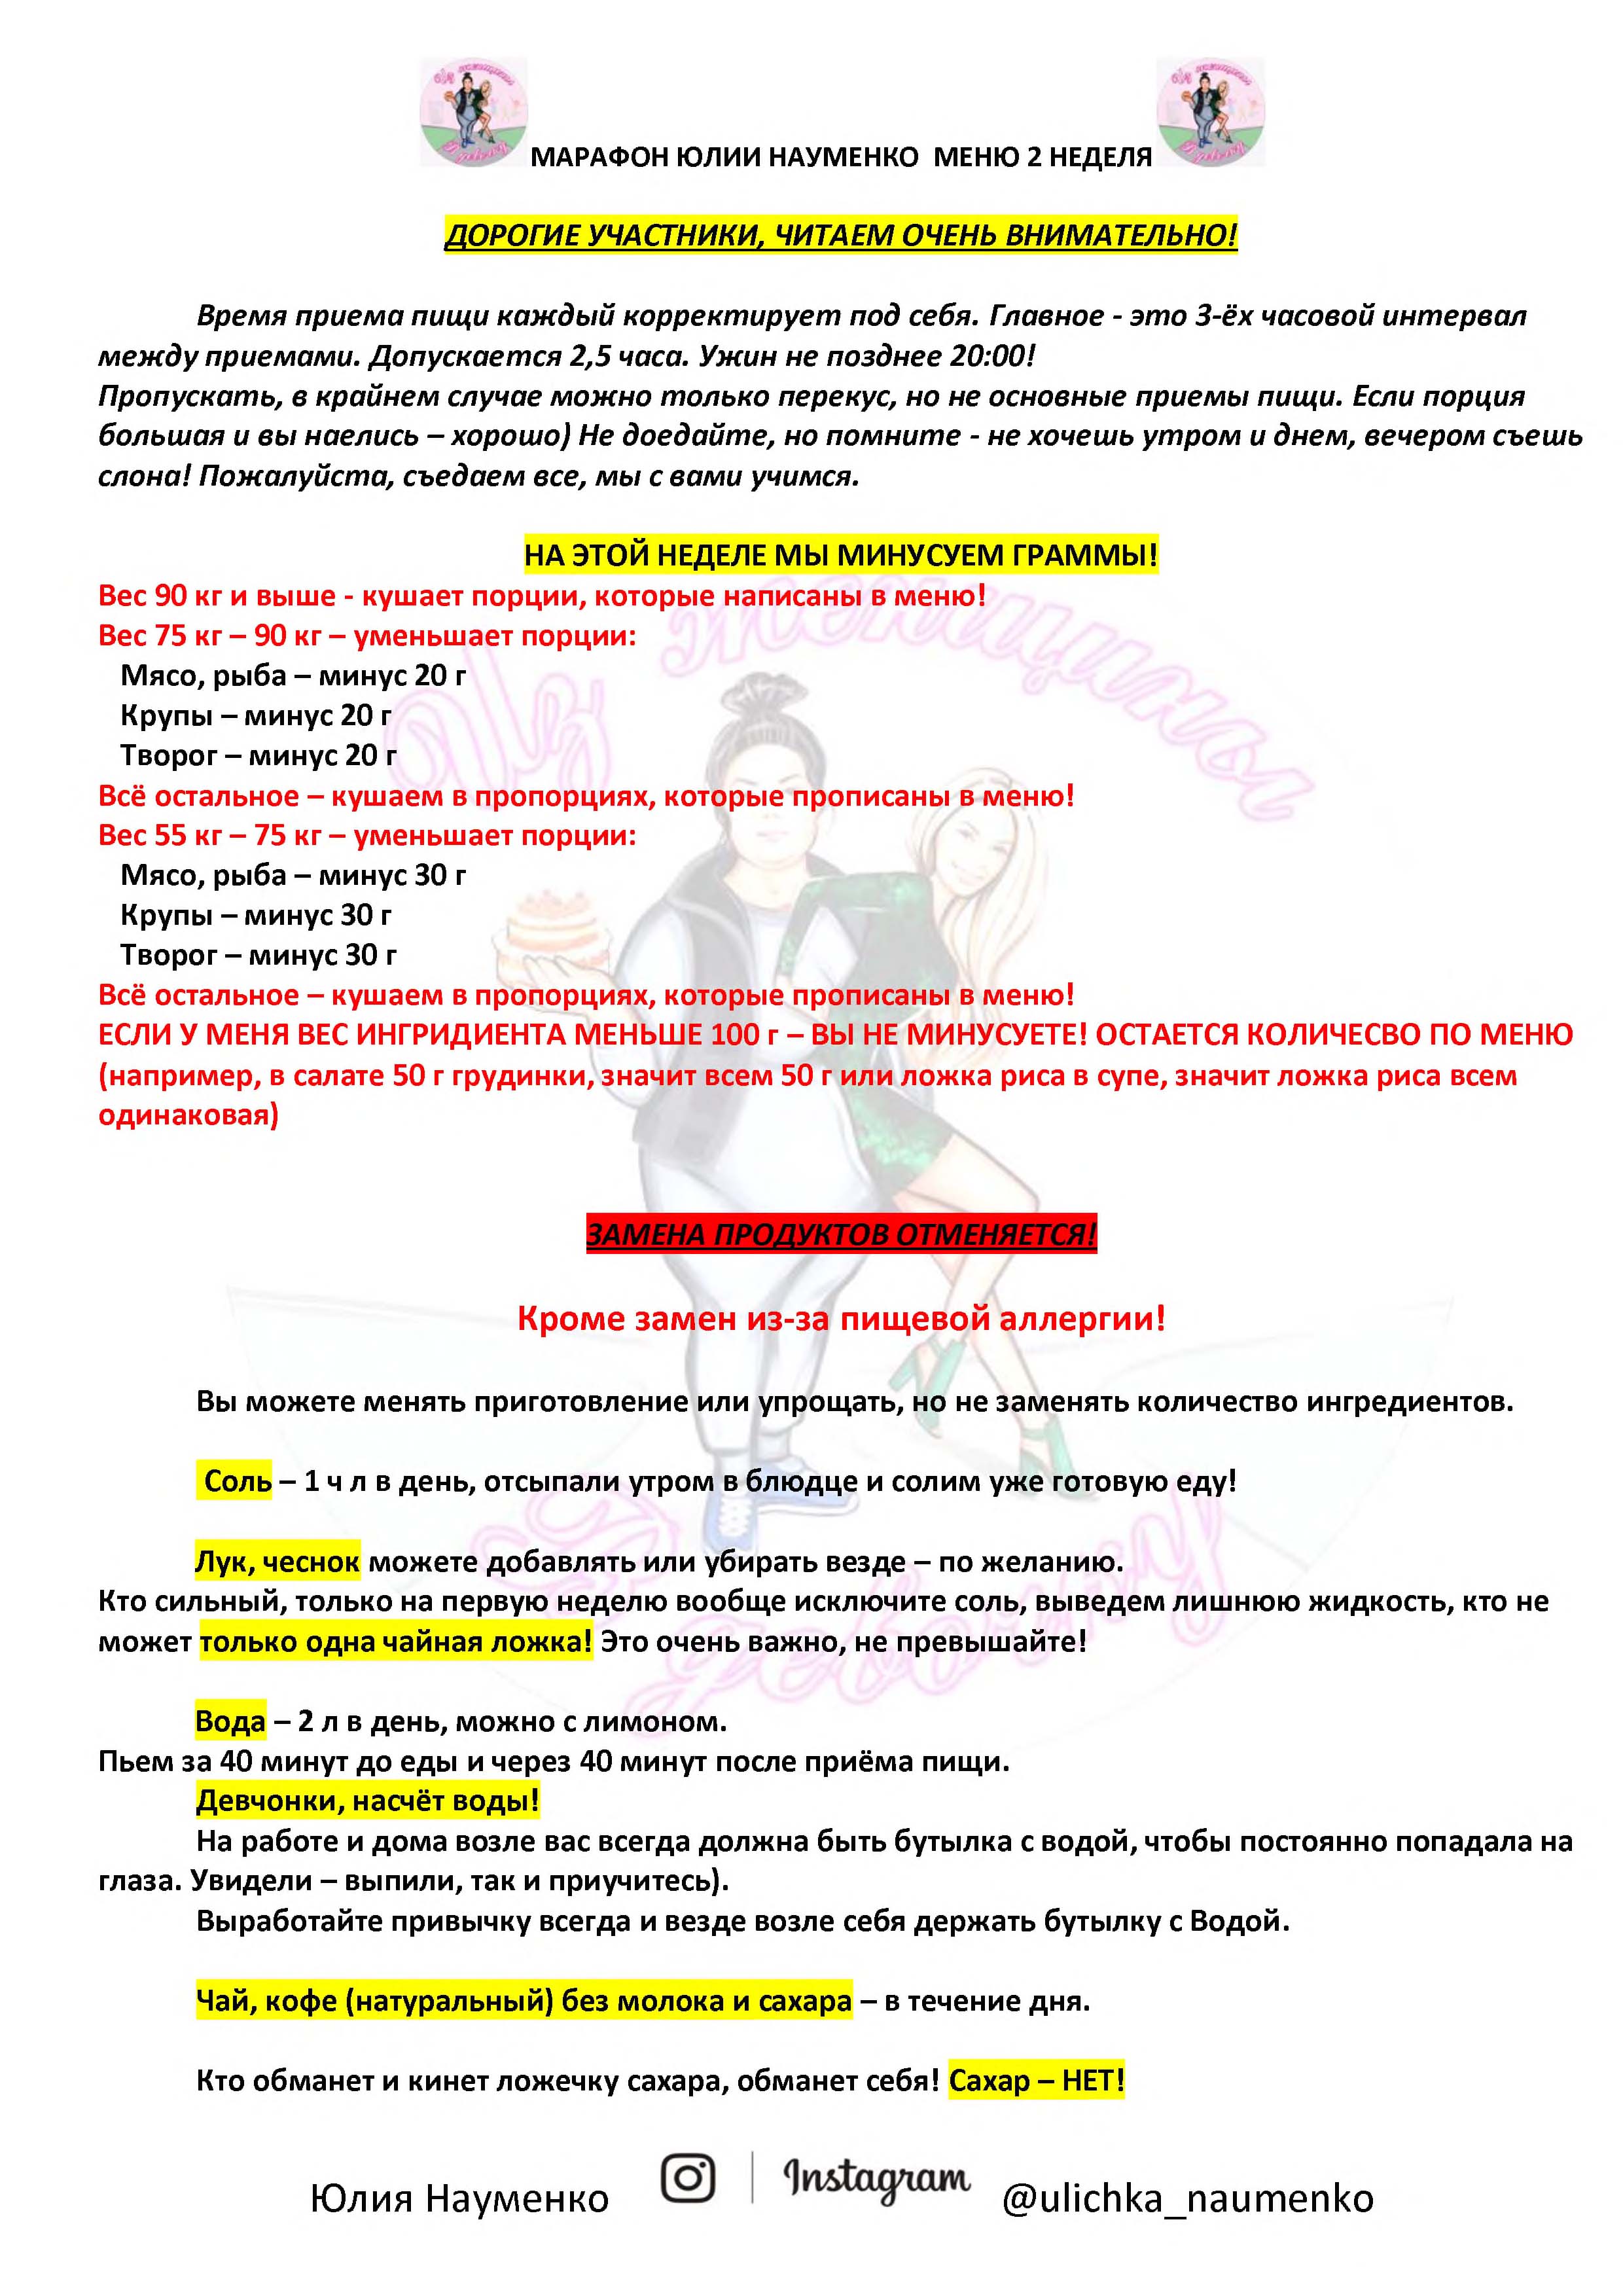 МАРАФОН ЮЛИИ НАУМЕНКО МЕНЮ 2 НЕДЕЛЯ
ДОРОГИЕ УЧАСТНИКИ, ЧИТАЕМ ОЧЕНЬ ВНИМАТЕЛЬНО!
Время приема пищи каждый корректирует под себя. Главное - это 3-ёх часовой интервал
между приемами. Допускается 2,5 часа. Ужин не позднее 20:00!
Пропускать, в крайнем случае можно только перекус, но не основные приемы пищи. Если порция
большая и вы наелись – хорошо) Не доедайте, но помните - не хочешь утром и днем, вечером съешь
слона! Пожалуйста, съедаем все, мы с вами учимся.
НА ЭТОЙ НЕДЕЛЕ МЫ МИНУСУЕМ ГРАММЫ!
Вес 90 кг и выше - кушает порции, которые написаны в меню!
Вес 75 кг – 90 кг – уменьшает порции:
Мясо, рыба – минус 20 г
Крупы – минус 20 г
Творог – минус 20 г
Всё остальное – кушаем в пропорциях, которые прописаны в меню!
Вес 55 кг – 75 кг – уменьшает порции:
Мясо, рыба – минус 30 г
Крупы – минус 30 г
Творог – минус 30 г
Всё остальное – кушаем в пропорциях, которые прописаны в меню!
ЕСЛИ У МЕНЯ ВЕС ИНГРИДИЕНТА МЕНЬШЕ 100 г – ВЫ НЕ МИНУСУЕТЕ! ОСТАЕТСЯ КОЛИЧЕСВО ПО МЕНЮ
(например, в салате 50 г грудинки, значит всем 50 г или ложка риса в супе, значит ложка риса всем
одинаковая)
ЗАМЕНА ПРОДУКТОВ ОТМЕНЯЕТСЯ!
Кроме замен из-за пищевой аллергии!
Вы можете менять приготовление или упрощать, но не заменять количество ингредиентов.
Соль – 1 ч л в день, отсыпали утром в блюдце и солим уже готовую еду!
Лук, чеснок можете добавлять или убирать везде – по желанию.
Кто сильный, только на первую неделю вообще исключите соль, выведем лишнюю жидкость, кто не
может только одна чайная ложка! Это очень важно, не превышайте!
Вода – 2 л в день, можно с лимоном.
Пьем за 40 минут до еды и через 40 минут после приёма пищи.
Девчонки, насчёт воды!
На работе и дома возле вас всегда должна быть бутылка с водой, чтобы постоянно попадала на
глаза. Увидели – выпили, так и приучитесь).
Выработайте привычку всегда и везде возле себя держать бутылку с Водой.
Чай, кофе (натуральный) без молока и сахара – в течение дня.
Кто обманет и кинет ложечку сахара, обманет себя! Сахар – НЕТ!
Юлия Науменко Instagram @ulichka_naumenko
Из женщины
В девочку